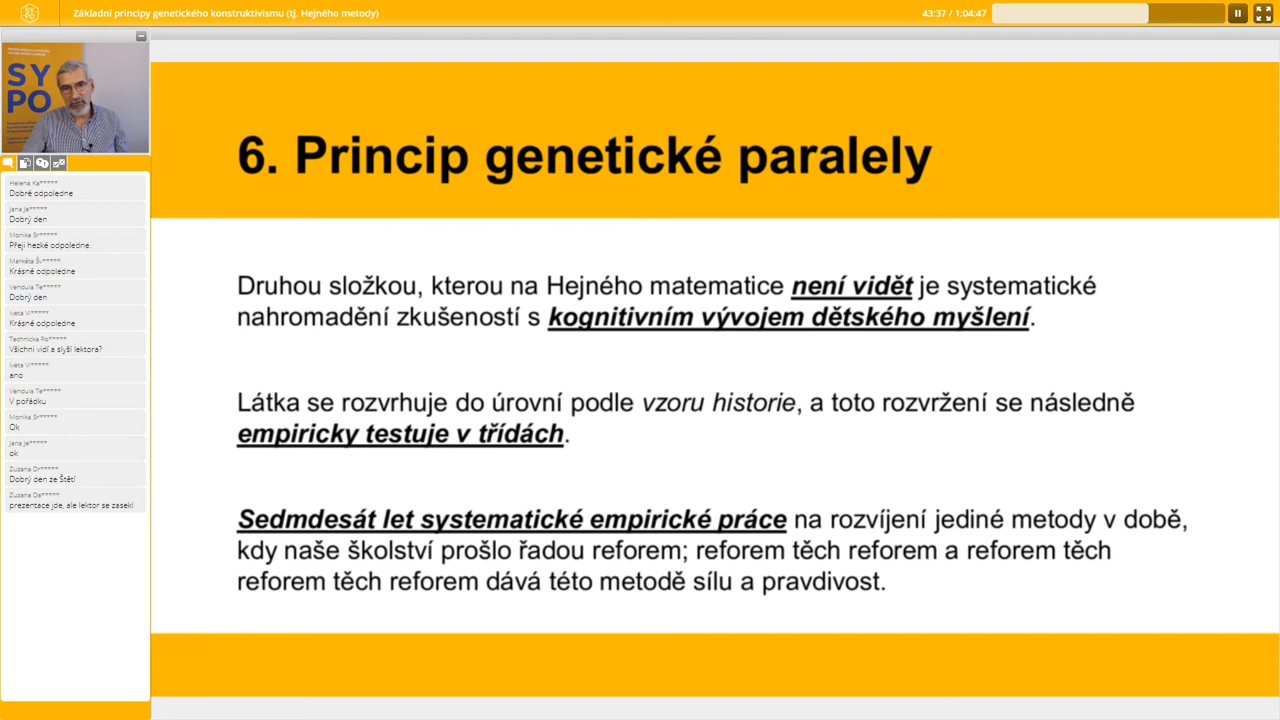 SYPO
Základní principy genetického konstruktivismu (tj. Hejného metody)
43:37 / 1:04:47
SY
PO
Helena Ka*****
Dobré odpoledne
Jana Je*****
Dobrý den
Monika Sr*****
Přeji hezké odpoledne.
Markéta Šv*****
Krásné odpoledne
Vendula Te*****
Dobrý den
Iveta Vi*****
Krásné odpoledne
Technicka Po*****
Všichni vidí a slyší lektora?
Iveta Vi*****
ano
Vendula Te*****
V pořádku
Monika Sr*****
Ok
Jana Je*****
ok
Zuzana Dr*****
Dobrý den ze Štětí
Zuzana Da*****
prezentace jde, ale lektor se zasekl
6. Princip genetické paralely
Druhou složkou, kterou na Hejného matematice není vidět je systematické
nahromadění zkušeností s kognitivním vývojem dětského myšlení.
Látka se rozvrhuje do úrovní podle vzoru historie, a toto rozvržení se následně
empiricky testuje v třídách.
Sedmdesát let systematické empirické práce na rozvíjení jediné metody v době,
kdy naše školství prošlo řadou reforem; reforem těch reforem a reforem těch
reforem těch reforem dává této metodě sílu a pravdivost.